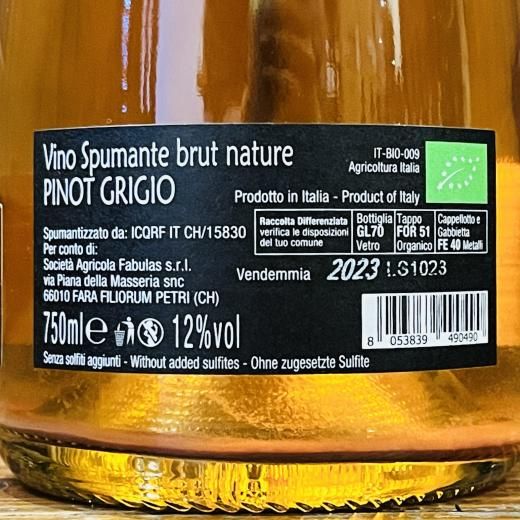 Vino Spumante brut nature
PINOT GRIGIO
IT-BIO-009
Agricoltura Italia
Prodotto in Italia - Product of Italy
Spumantizzato da: ICQRF IT CH/15830
Per conto di:
Società Agricola Fabulas s.r.l.
via Piana della Masseria snc
66010 FARA FILIORUM PETRI (CH)
Raccolta Differenziata
verifica le disposizioni
del tuo comune
Bottiglia
GL70
Vetro
Tappo
FOR 51
Organico
Cappellotto e
Gabbietta
FE 40 Metalli
Vendemmia 2023 LS1023
750ml e 12%vol
8 053839 490490
Senza solfiti aggiunti - Without added sulfites - Ohne zugesetzte Sulfite